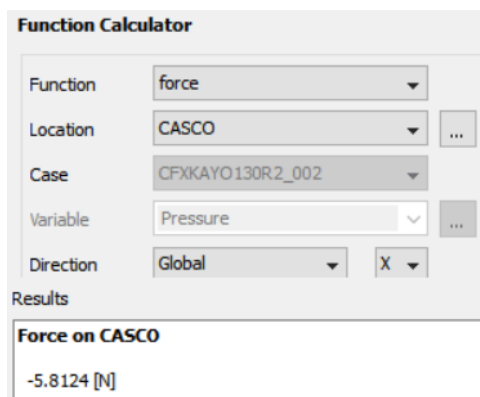 Function Calculator
Function force
Location CASCO ...
Case CFXKAYO130R2_002
Variable Pressure ...
Direction Global X
Results
Force on CASCO
-5.8124 [N]